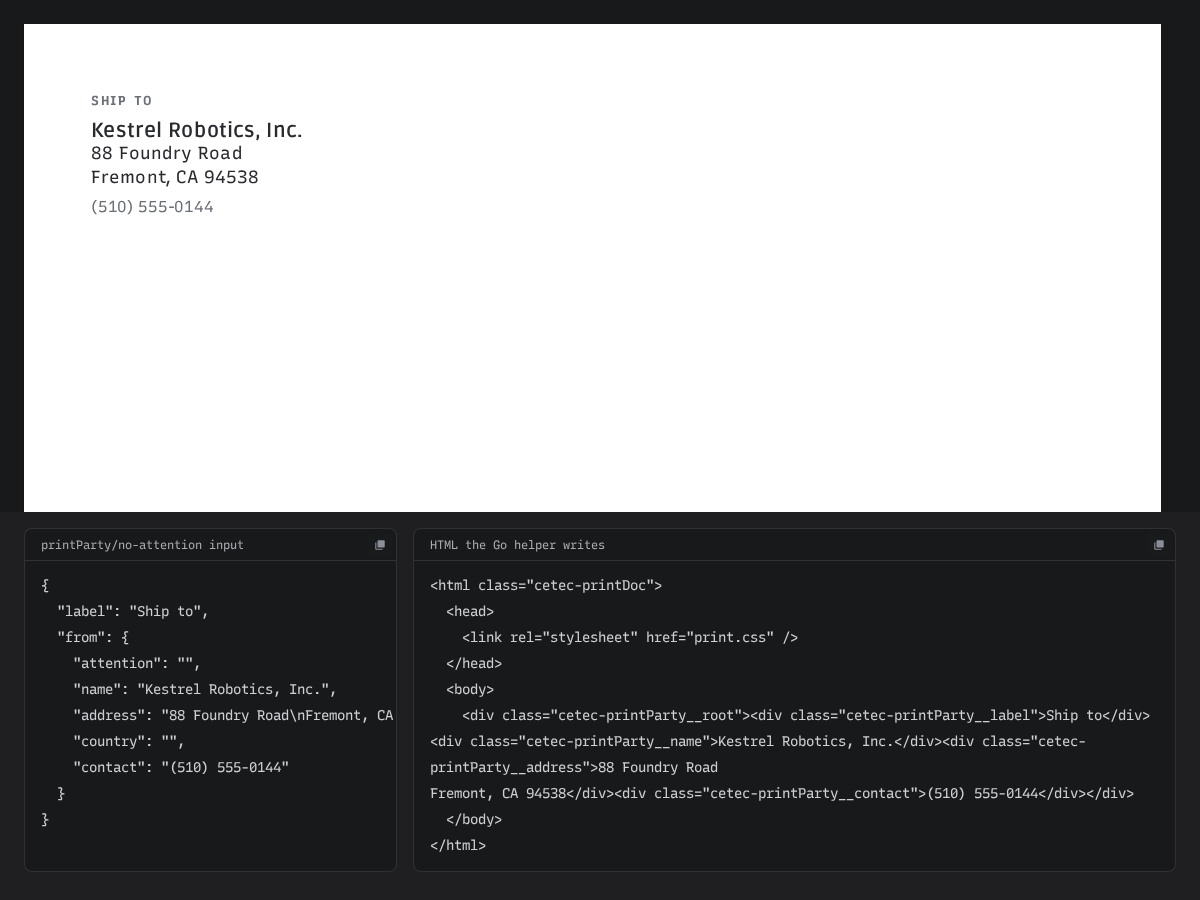 SHIP TO
Kestrel Robotics, Inc.
88 Foundry Road
Fremont, CA 94538
(510) 555-0144
printParty/no-attention input
{
  "label": "Ship to",
  "from": {
    "attention": "",
    "name": "Kestrel Robotics, Inc.",
    "address": "88 Foundry Road\nFremont, CA
    "country": "",
    "contact": "(510) 555-0144"
  }
}
HTML the Go helper writes
<html class="cetec-printDoc">
  <head>
    <link rel="stylesheet" href="print.css" />
  </head>
  <body>
    <div class="cetec-printParty__root"><div class="cetec-printParty__label">Ship to</div>
<div class="cetec-printParty__name">Kestrel Robotics, Inc.</div><div class="cetec-
printParty__address">88 Foundry Road
Fremont, CA 94538</div><div class="cetec-printParty__contact">(510) 555-0144</div></div>
  </body>
</html>